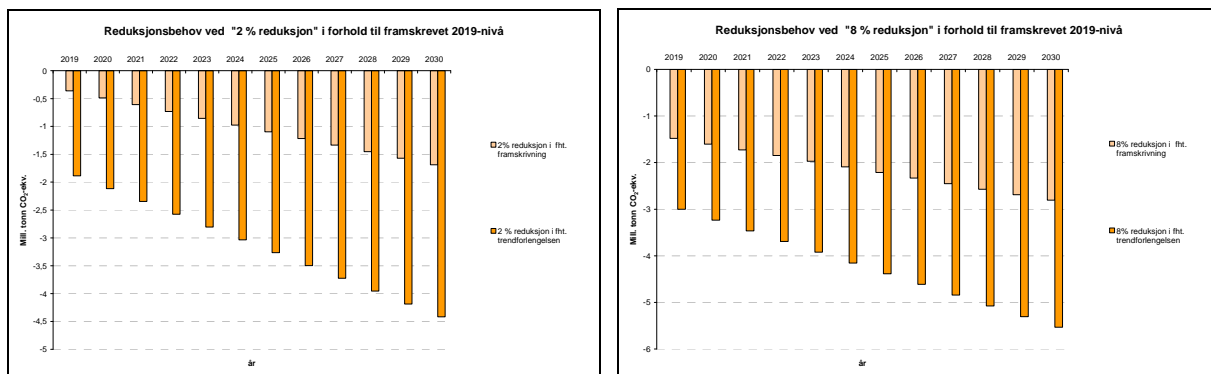 Reduksjonsbehov ved "2 % reduksjon" i forhold til framskrevet 2019-nivå
2019 2020 2021 2022 2023 2024 2025 2026 2027 2028 2029 2030
0
-0,5
-1
-1,5
-2
-2,5
-3
-3,5
-4
-4,5
-5
Mill. tonn CO₂-ekv.
år
2% reduksjon i fht.
framskrivning
2 % reduksjon i fht.
trendforlengelsen
Reduksjonsbehov ved "8 % reduksjon" i forhold til framskrevet 2019-nivå
2019 2020 2021 2022 2023 2024 2025 2026 2027 2028 2029 2030
0
-1
-2
-3
-4
-5
-6
Mill. tonn CO₂-ekv.
år
8% reduksjon i fht.
framskrivning
8% reduksjon i fht.
trendforlengelsen